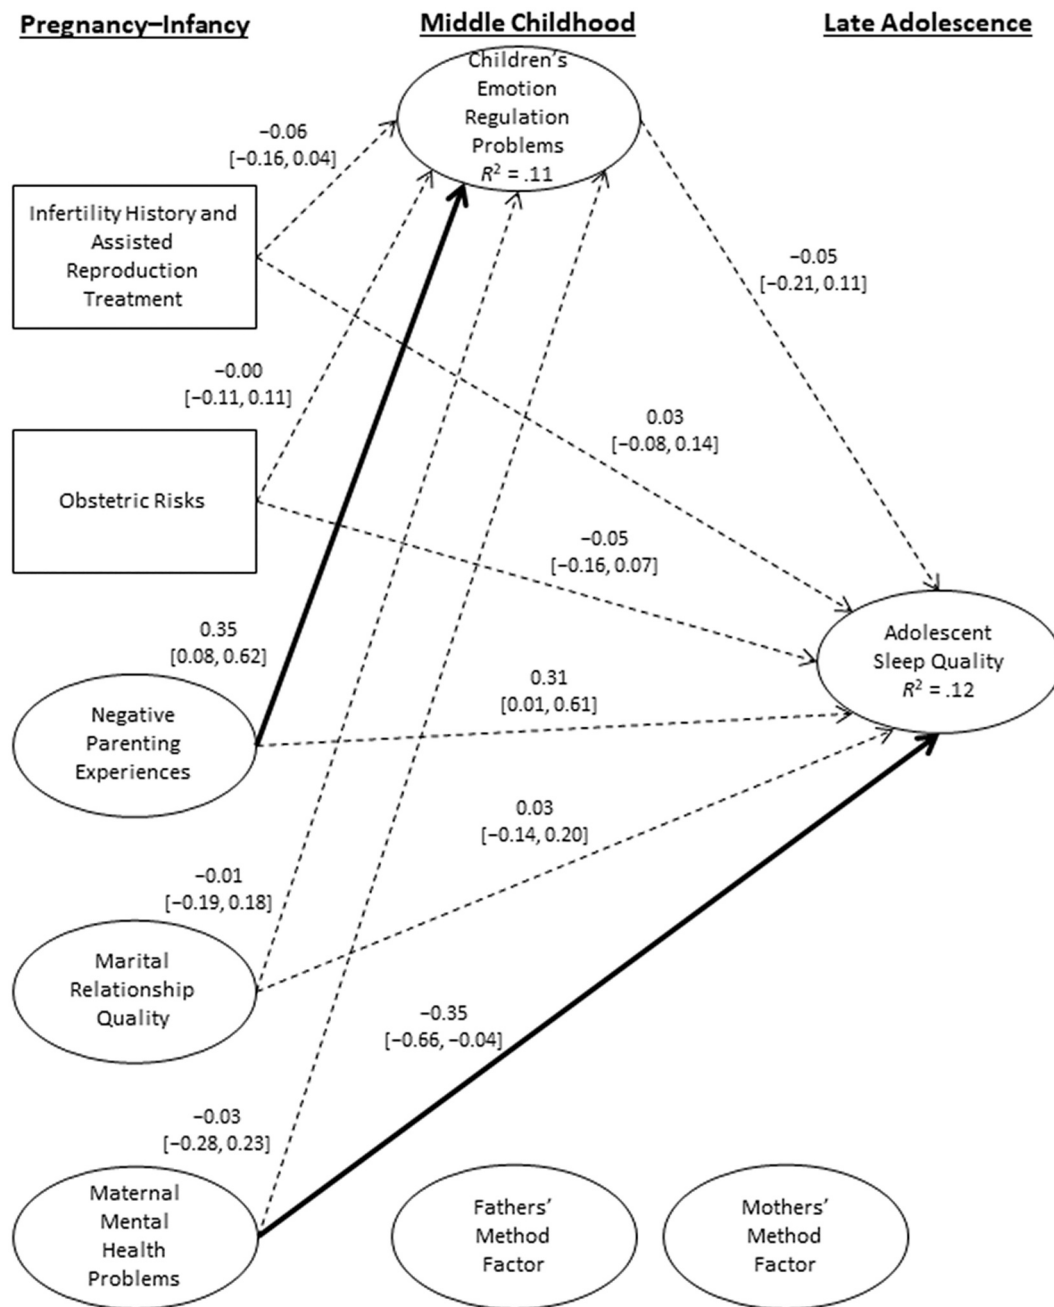 Pregnancy–Infancy
Middle Childhood
Late Adolescence
Children's
Emotion
Regulation
Problems
R² = .11
−0.06
[−0.16, 0.04]
Infertility History and
Assisted
Reproduction
Treatment
−0.05
[−0.21, 0.11]
−0.00
[−0.11, 0.11]
0.03
[−0.08, 0.14]
Obstetric Risks
−0.05
[−0.16, 0.07]
0.35
[0.08, 0.62]
Adolescent
Sleep Quality
R² = .12
0.31
[0.01, 0.61]
Negative
Parenting
Experiences
0.03
[−0.14, 0.20]
−0.01
[−0.19, 0.18]
Marital
Relationship
Quality
−0.35
[−0.66, −0.04]
−0.03
[−0.28, 0.23]
Maternal
Mental
Health
Problems
Fathers'
Method
Factor
Mothers'
Method
Factor